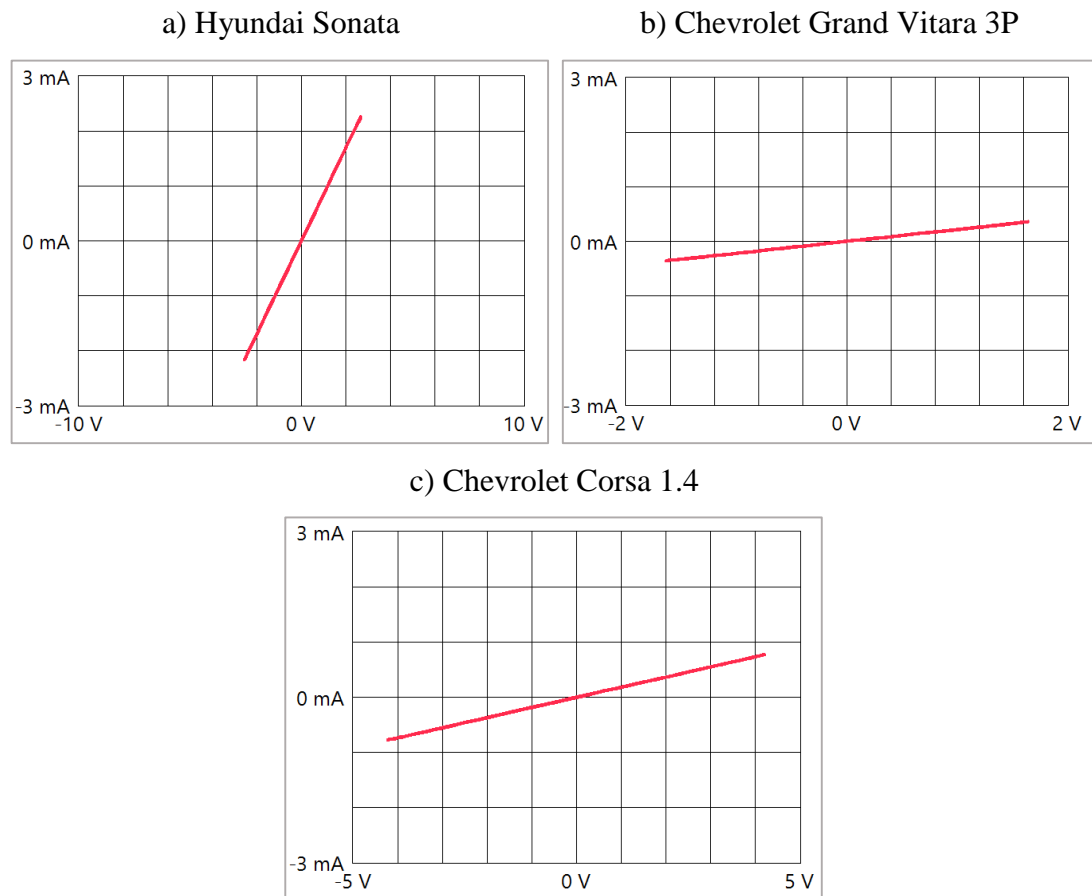 a) Hyundai Sonata
b) Chevrolet Grand Vitara 3P
3 mA
0 mA
-3 mA
-10 V
0 V
10 V
3 mA
0 mA
-3 mA
-2 V
0 V
2 V
c) Chevrolet Corsa 1.4
3 mA
0 mA
-3 mA
-5 V
0 V
5 V